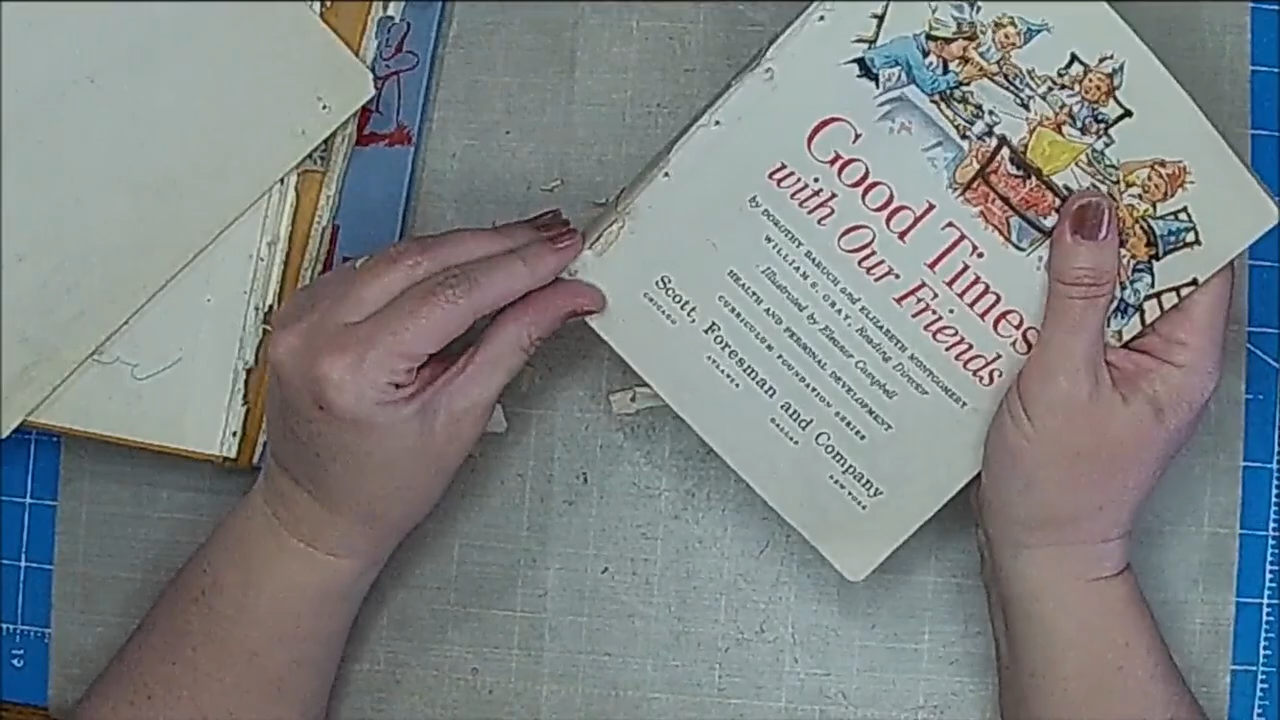 Good Times
with Our Friends
by DOROTHY BARUCH and ELIZABETH MONTGOMERY
WILLIAM S. GRAY, Reading Director
Illustrated by Eleanor Campbell
HEALTH AND PERSONAL DEVELOPMENT
CURRICULUM FOUNDATION SERIES
Scott, Foresman and Company
CHICAGO ATLANTA DALLAS NEW YORK
19